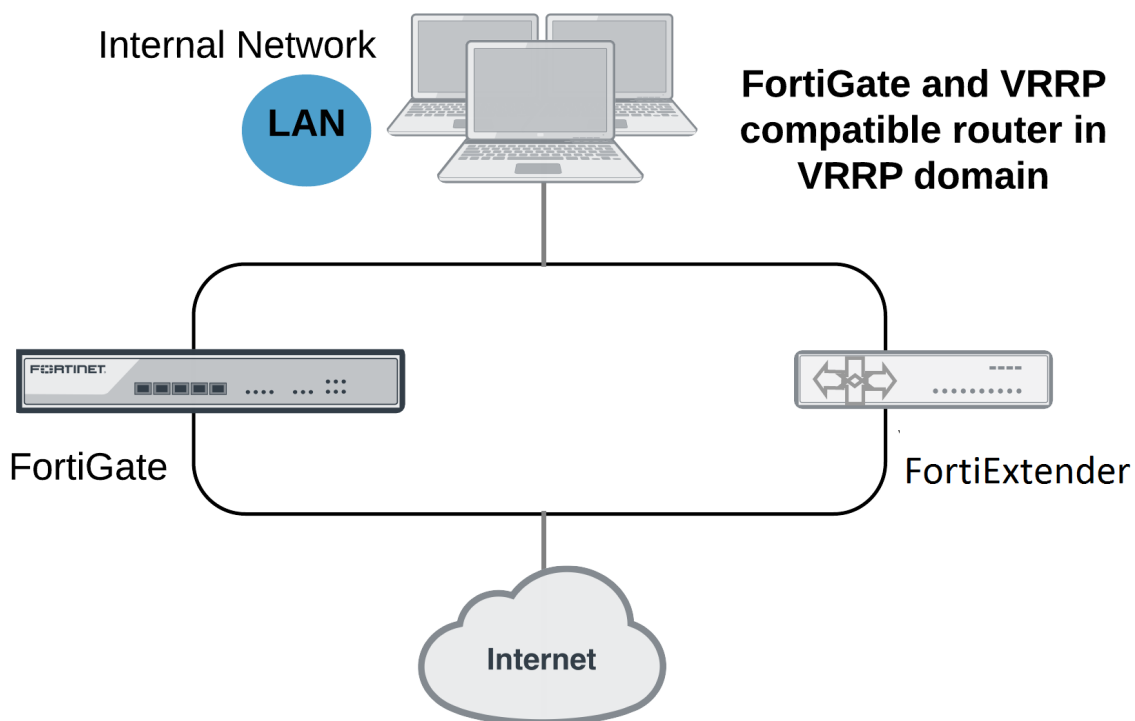 Internal Network
LAN
FortiGate and VRRP
compatible router in
VRRP domain
FORTINET
FortiGate
FortiExtender
Internet